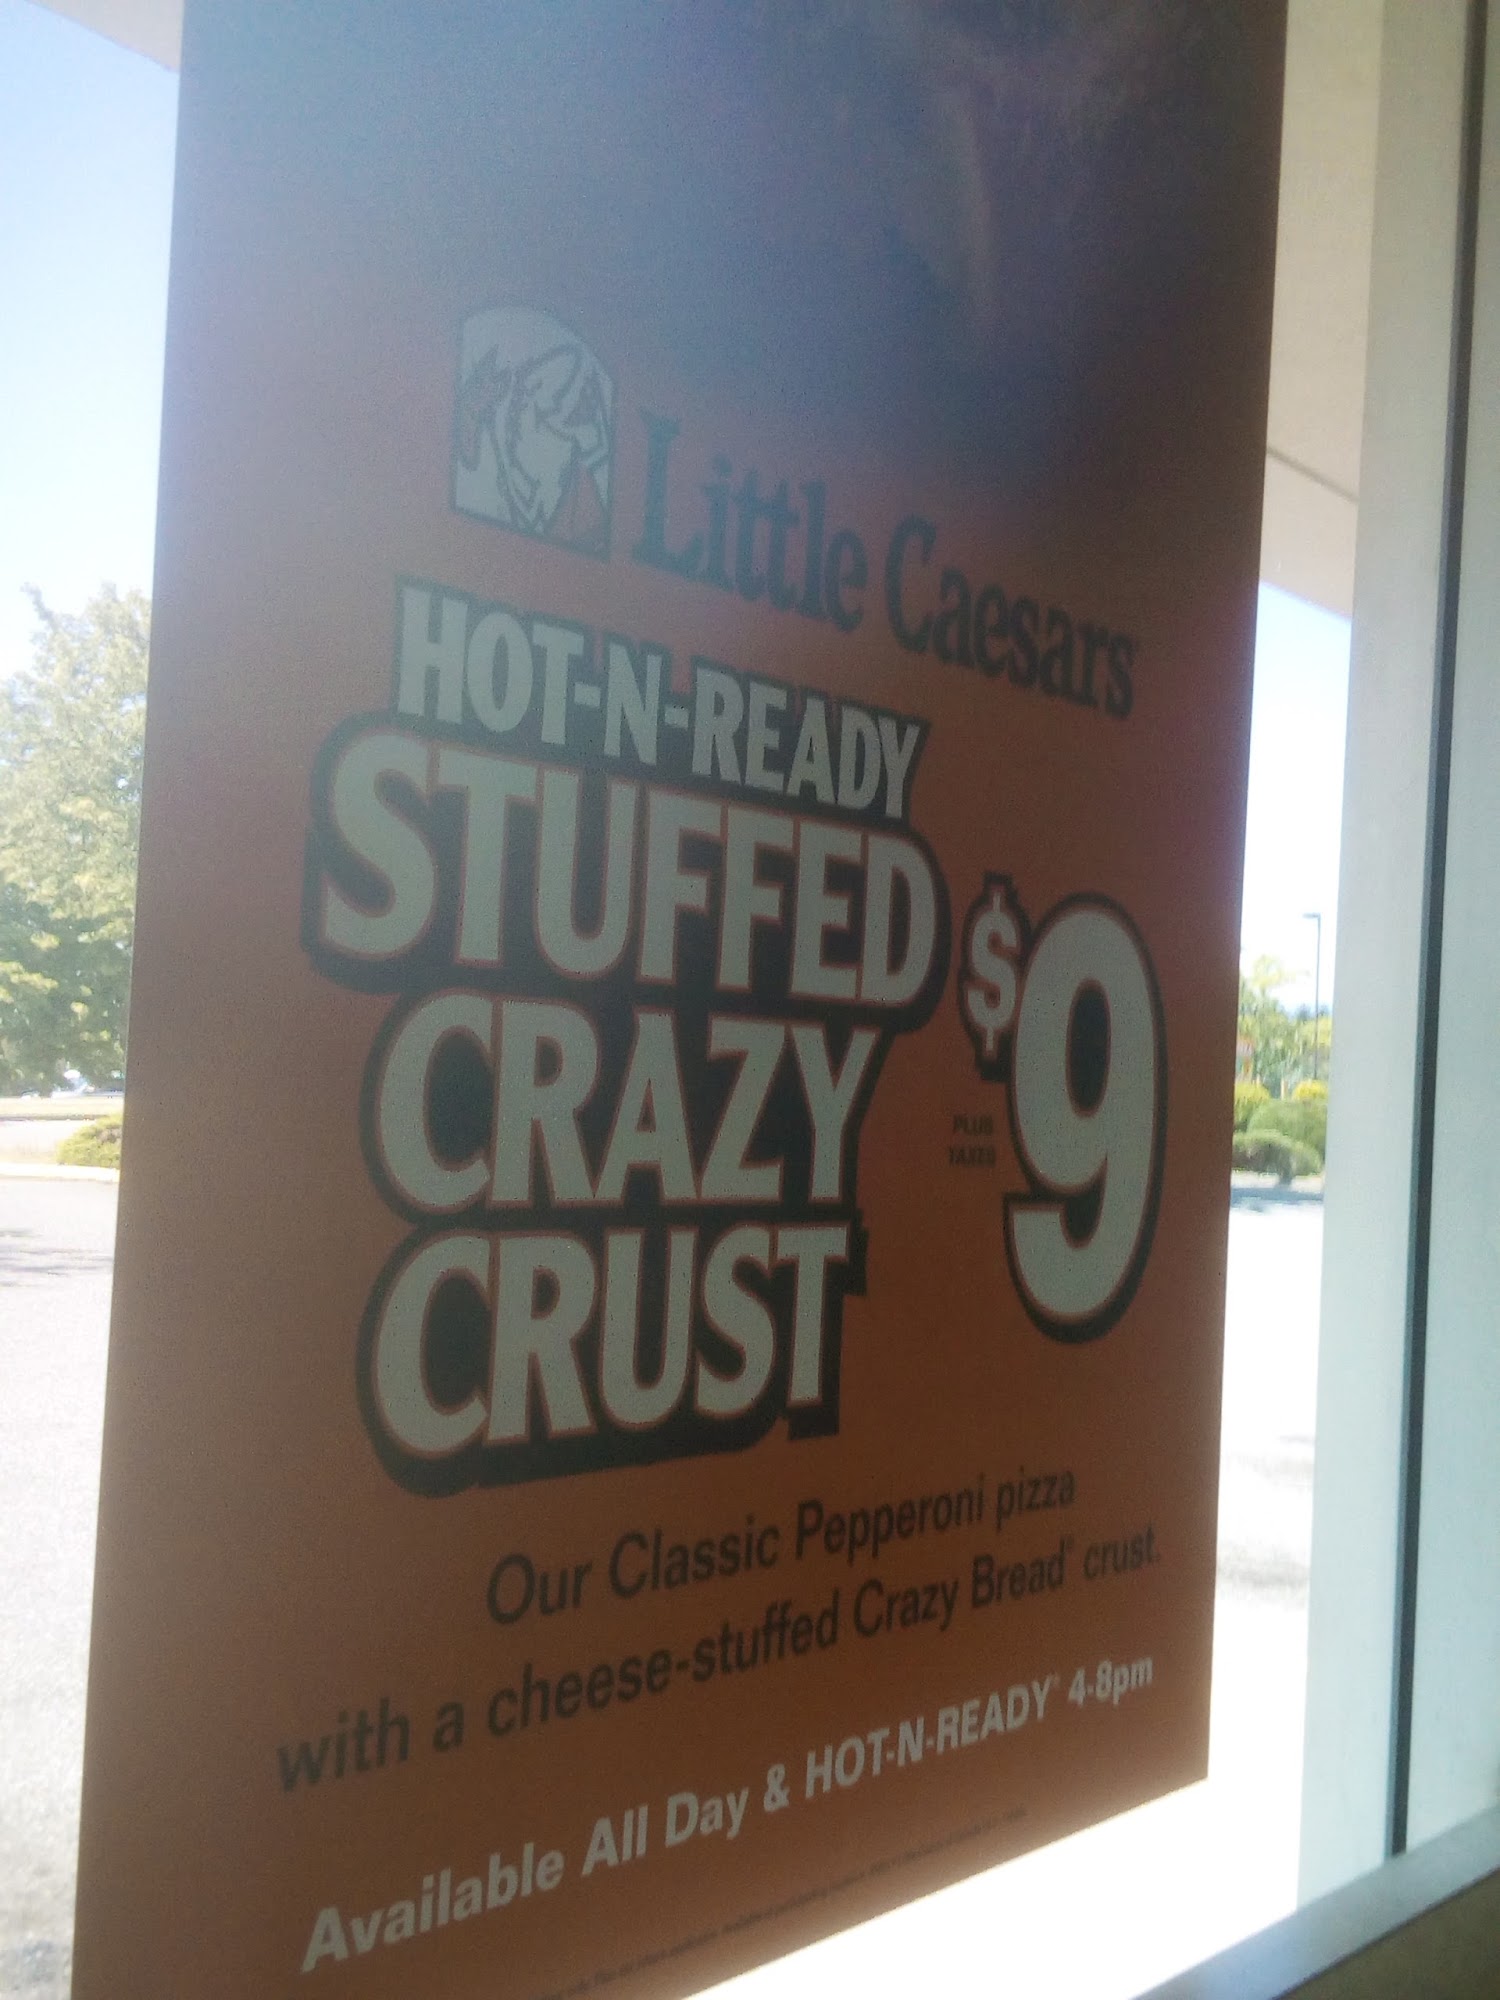 Little Caesars
HOT-N-READY
STUFFED
CRAZY
CRUST
$9
PLUS
TAXES
Our Classic Pepperoni pizza
with a cheese-stuffed Crazy Bread® crust.
Available All Day & HOT-N-READY® 4-8pm